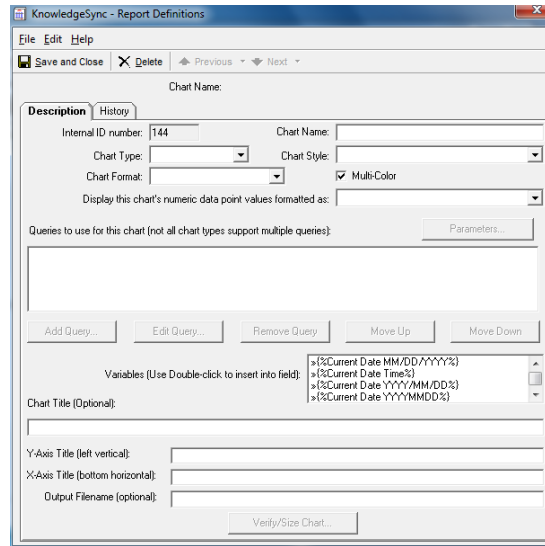 KnowledgeSync - Report Definitions
File Edit Help
Save and Close Delete Previous Next
Chart Name:
Description History
Internal ID number: 144 Chart Name:
Chart Type: Chart Style:
Chart Format: Multi-Color
Display this chart's numeric data point values formatted as:
Queries to use for this chart (not all chart types support multiple queries): Parameters...
Add Query... Edit Query... Remove Query Move Up Move Down
Variables (Use Double-click to insert into field):
»{%Current Date MM/DD/YYYY%}
»{%Current Date Time%}
»{%Current Date YYYY/MM/DD%}
»{%Current Date YYYYMMDD%}
Chart Title (Optional):
Y-Axis Title (left vertical):
X-Axis Title (bottom horizontal):
Output Filename (optional):
Verify/Size Chart...